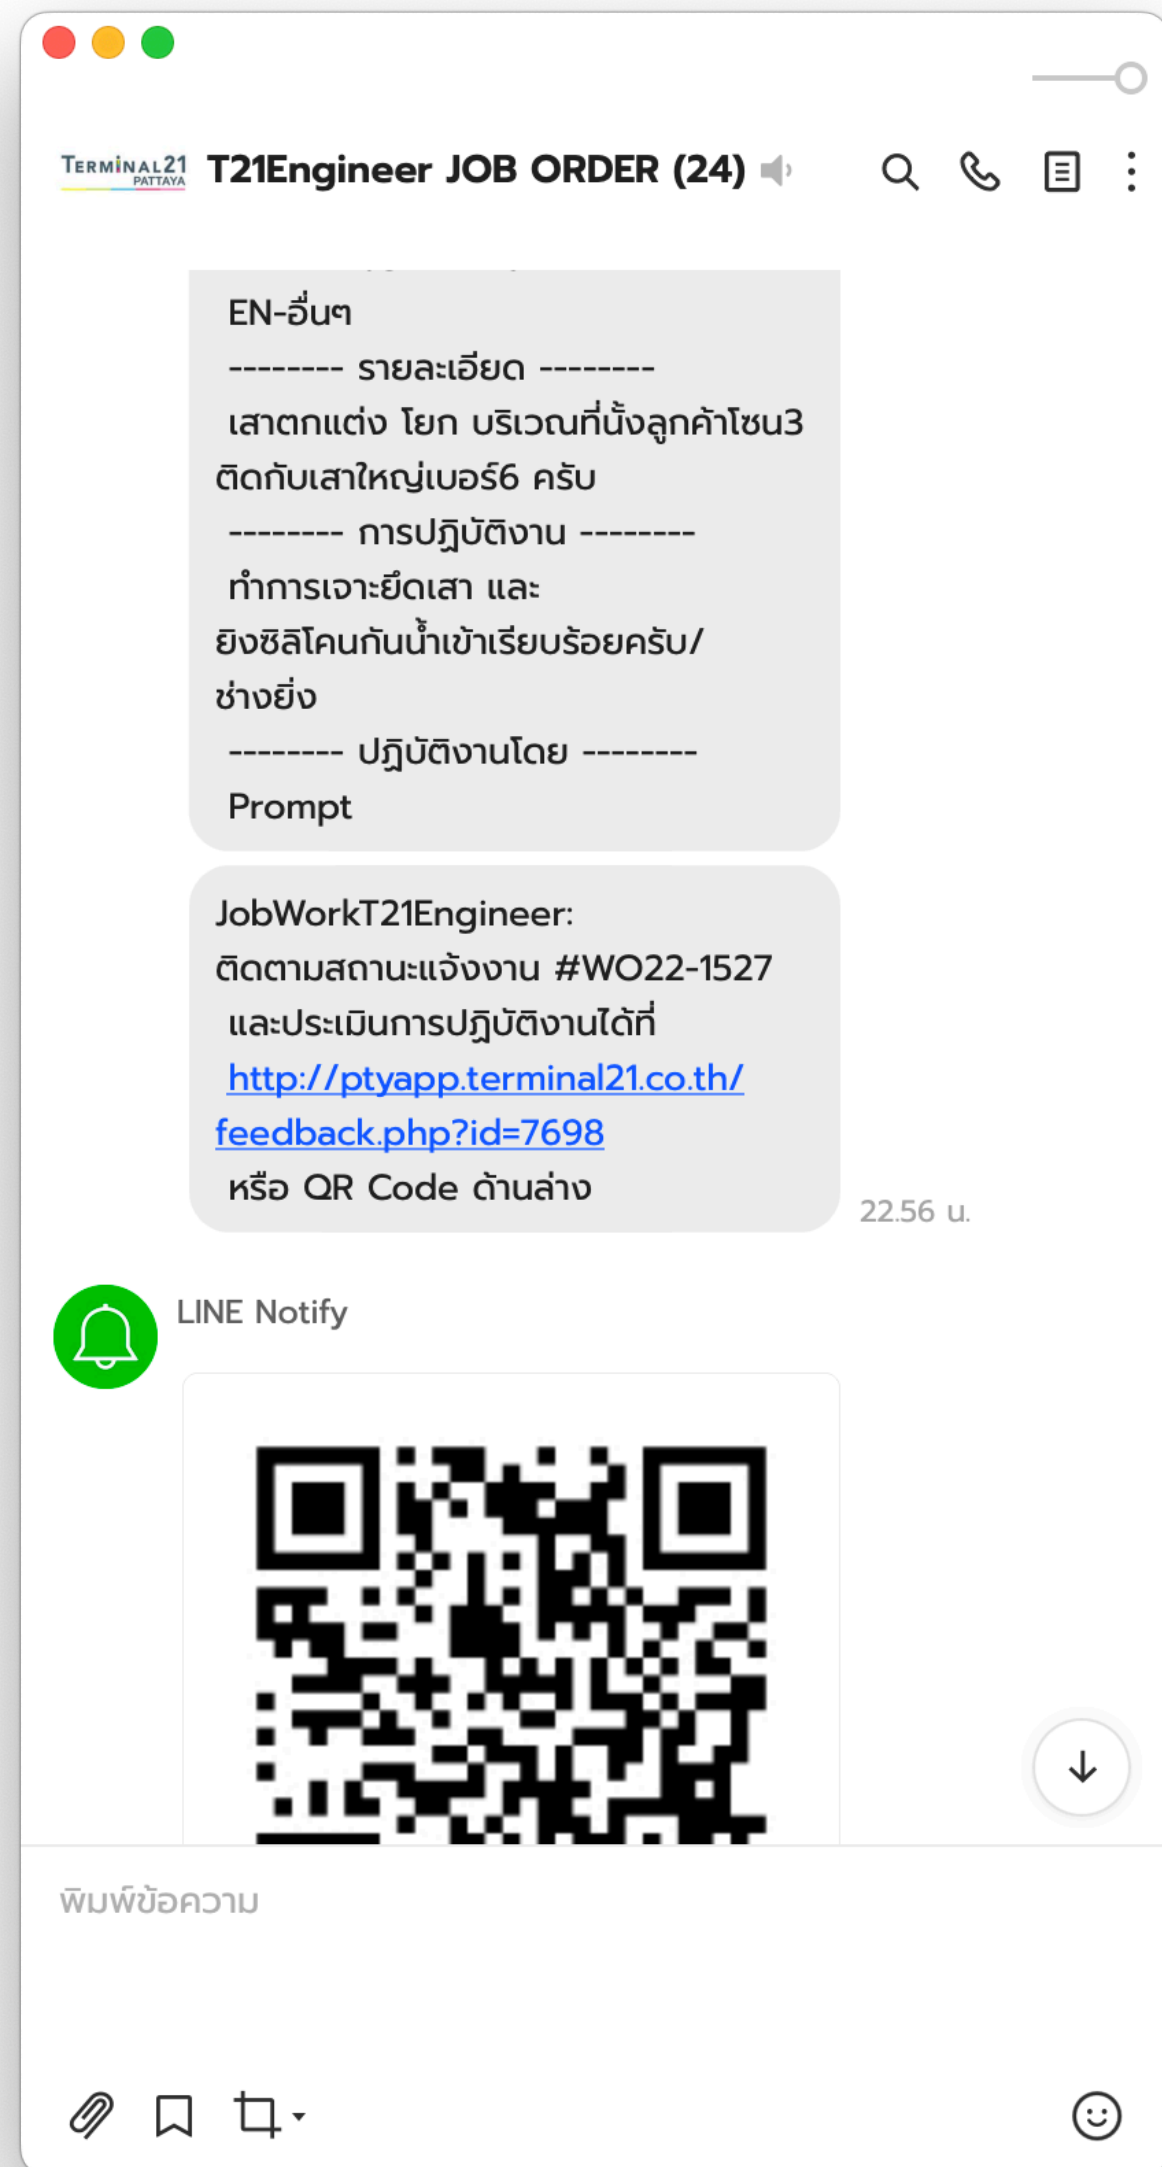 TERMINAL21
PATTAYA
T21Engineer JOB ORDER (24)
EN-อื่นๆ
-------- รายละเอียด --------
เสาตกแต่ง โยก บริเวณที่นั้งลูกค้าโซน3
ติดกับเสาใหญ่เบอร์6 ครับ
-------- การปฏิบัติงาน --------
ทำการเจาะยึดเสา และ
ยิงซิลิโคนกันน้ำเข้าเรียบร้อยครับ/
ช่างยิ่ง
-------- ปฏิบัติงานโดย --------
Prompt
JobWorkT21Engineer:
ติดตามสถานะแจ้งงาน #WO22-1527
และประเมินการปฏิบัติงานได้ที่
http://ptyapp.terminal21.co.th/
feedback.php?id=7698
หรือ QR Code ด้านล่าง
22.56 น.
LINE Notify
พิมพ์ข้อความ